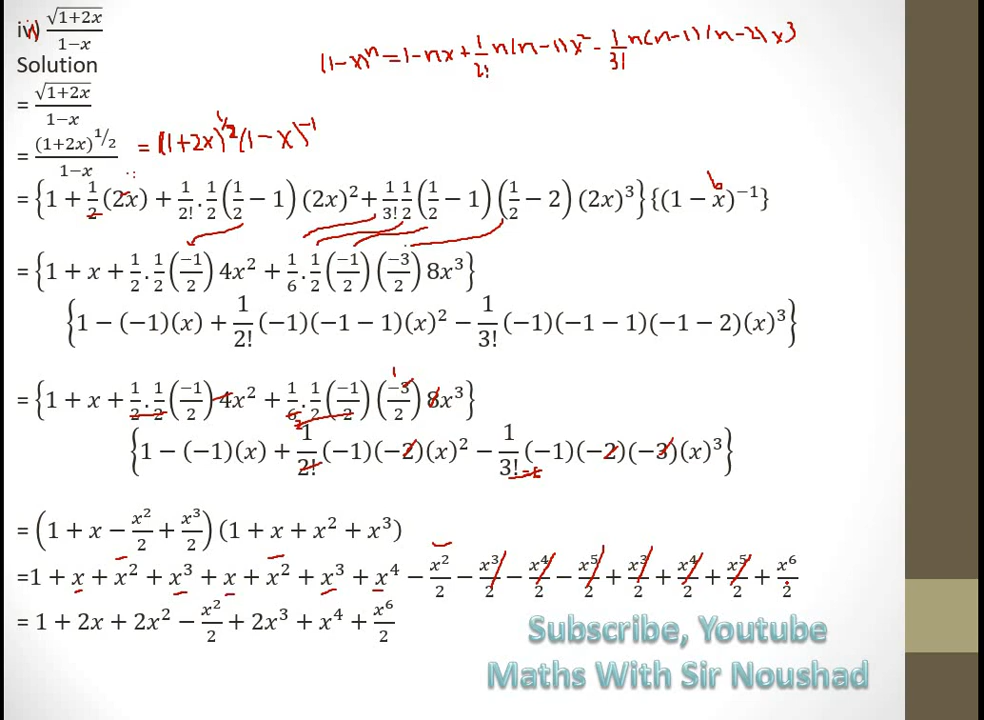 iv) √(1+2x)/(1−x)
(1−x)ⁿ = 1−nx + 1/2! n(n−1)x² − 1/3! n(n−1)(n−2)x³
Solution
= √(1+2x)/(1−x)
= (1+2x)^(1/2)/(1−x) = (1+2x)^(1/2) (1−x)^(−1)
= {1 + 1/2 (2x) + 1/2! . 1/2 (1/2 − 1) (2x)² + 1/3! 1/2 (1/2 − 1) (1/2 − 2) (2x)³} {(1 − x)^(−1)}
= {1 + x + 1/2 . 1/2 (−1/2) 4x² + 1/6 . 1/2 (−1/2) (−3/2) 8x³}
{1 − (−1)(x) + 1/2! (−1)(−1 − 1)(x)² − 1/3! (−1)(−1 − 1)(−1 − 2)(x)³}
= {1 + x + 1/2 . 1/2 (−1/2) 4x² + 1/6 . 1/2 (−1/2) (−3/2) 8x³}
{1 − (−1)(x) + 1/2! (−1)(−2)(x)² − 1/3! (−1)(−2)(−3)(x)³}
= (1 + x − x²/2 + x³/2) (1 + x + x² + x³)
=1 + x + x² + x³ + x + x² + x³ + x⁴ − x²/2 − x³/2 − x⁴/2 − x⁵/2 + x³/2 + x⁴/2 + x⁵/2 + x⁶/2
= 1 + 2x + 2x² − x²/2 + 2x³ + x⁴ + x⁶/2
Subscribe, Youtube
Maths With Sir Noushad